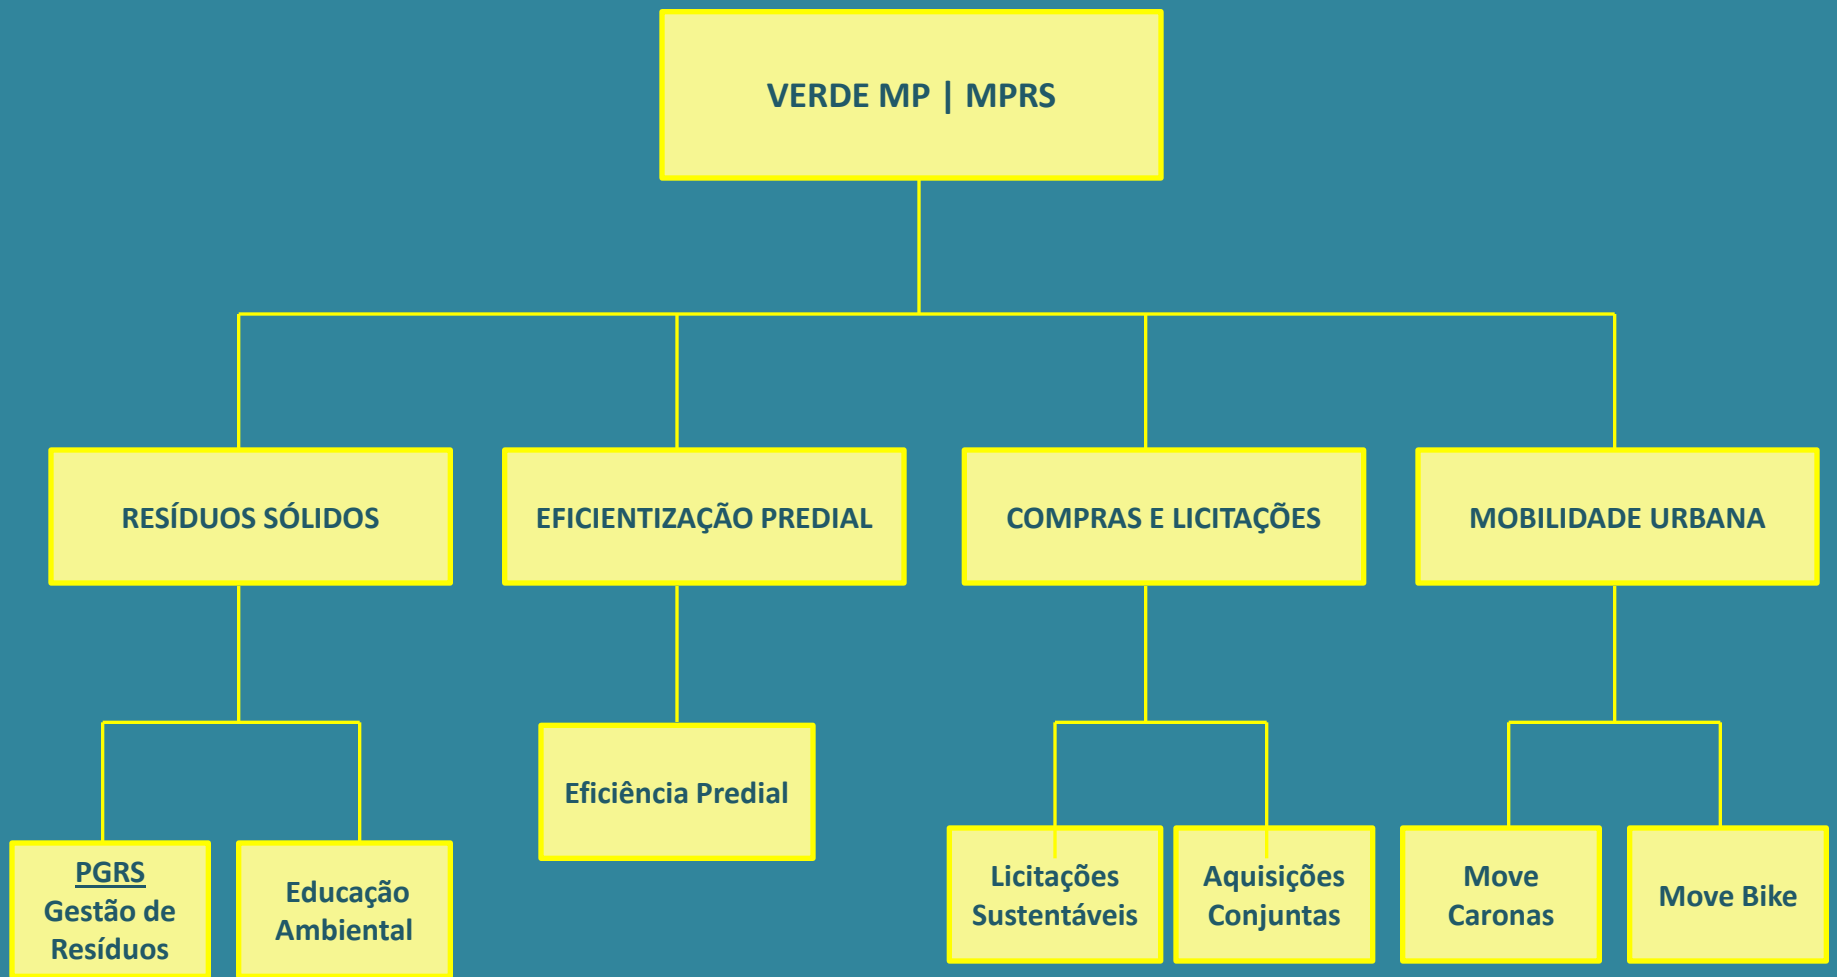 VERDE MP | MPRS
RESÍDUOS SÓLIDOS
EFICIENTIZAÇÃO PREDIAL
COMPRAS E LICITAÇÕES
MOBILIDADE URBANA
PGRS
Gestão de
Resíduos
Educação
Ambiental
Eficiência Predial
Licitações
Sustentáveis
Aquisições
Conjuntas
Move
Caronas
Move Bike